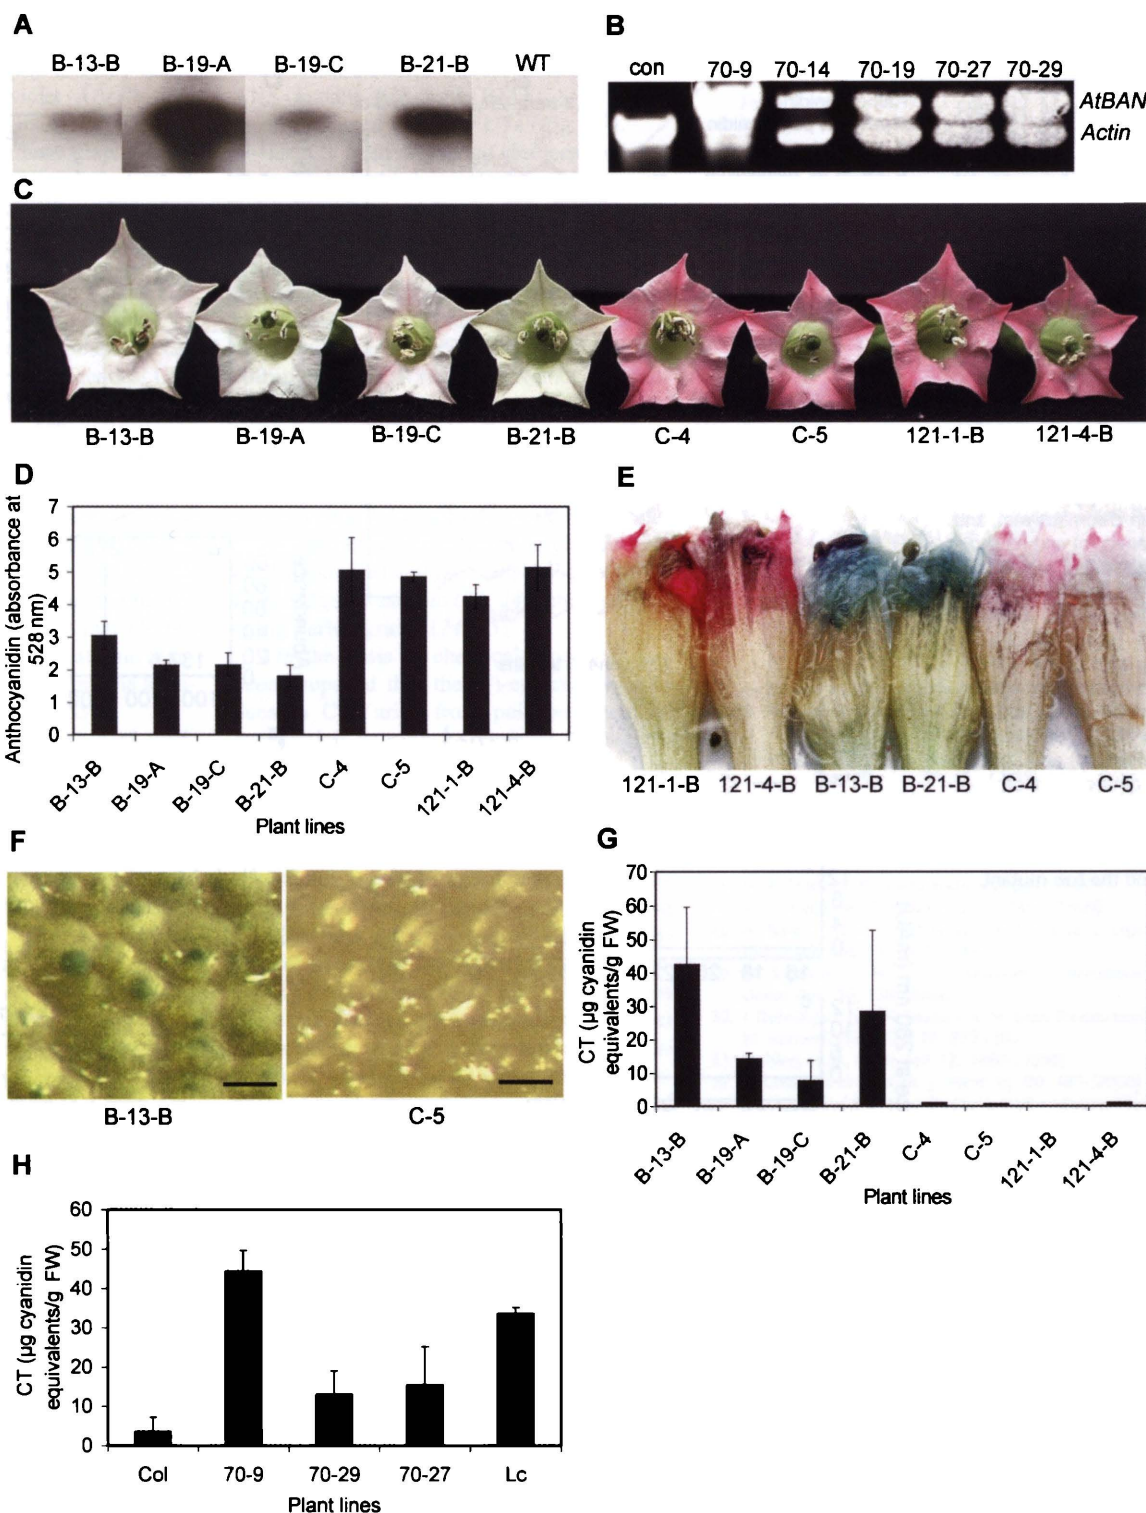 A
B-13-B B-19-A B-19-C B-21-B WT
B
con 70-9 70-14 70-19 70-27 70-29
AtBAN
Actin
C
B-13-B B-19-A B-19-C B-21-B C-4 C-5 121-1-B 121-4-B
D
Anthocyanidin (absorbance at
528 nm)
7
6
5
4
3
2
1
0
B-13-B B-19-A B-19-C B-21-B C-4 C-5 121-1-B 121-4-B
Plant lines
E
121-1-B 121-4-B B-13-B B-21-B C-4 C-5
F
B-13-B C-5
G
CT (µg cyanidin
equivalents/g FW)
70
60
50
40
30
20
10
0
B-13-B B-19-A B-19-C B-21-B C-4 C-5 121-1-B 121-4-B
Plant lines
H
CT (µg cyanidin
equivalents/g FW)
60
50
40
30
20
10
0
Col 70-9 70-29 70-27 Lc
Plant lines